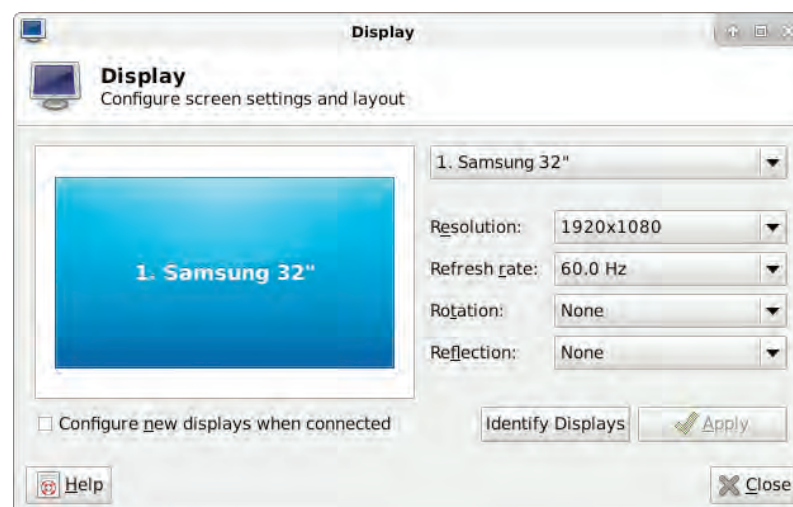 Display
Display
Configure screen settings and layout
1. Samsung 32"
1. Samsung 32"
Resolution: 1920x1080
Refresh rate: 60.0 Hz
Rotation: None
Reflection: None
Configure new displays when connected
Identify Displays
Apply
Help
Close